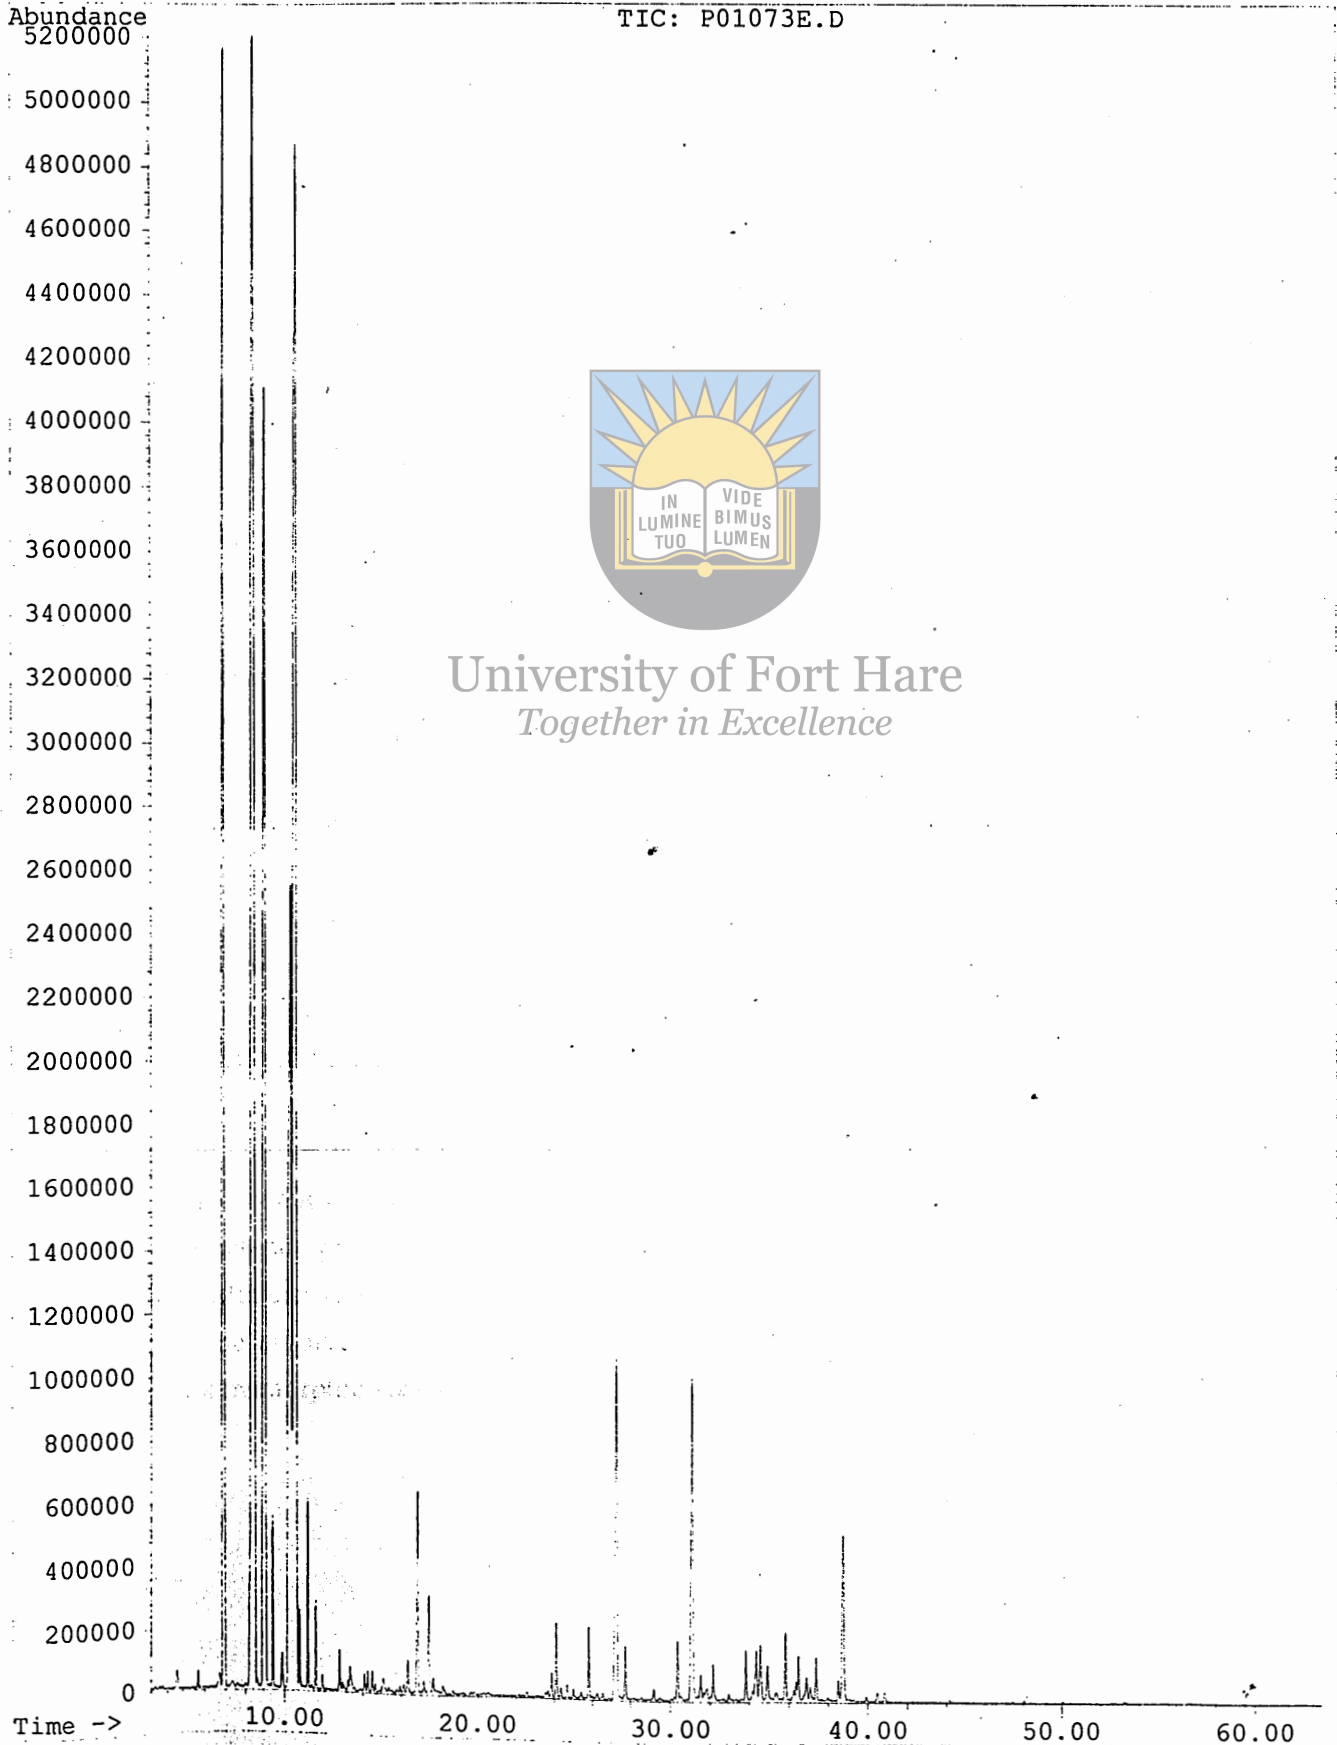 Abundance
TIC: P01073E.D
5200000
5000000
4800000
4600000
4400000
4200000
4000000
3800000
3600000
3400000
3200000
3000000
2800000
2600000
2400000
2200000
2000000
1800000
1600000
1400000
1200000
1000000
800000
600000
400000
200000
0
IN
LUMINE
TUO
VIDE
BIMUS
LUMEN
University of Fort Hare
Together in Excellence
Time -> 10.00 20.00 30.00 40.00 50.00 60.00